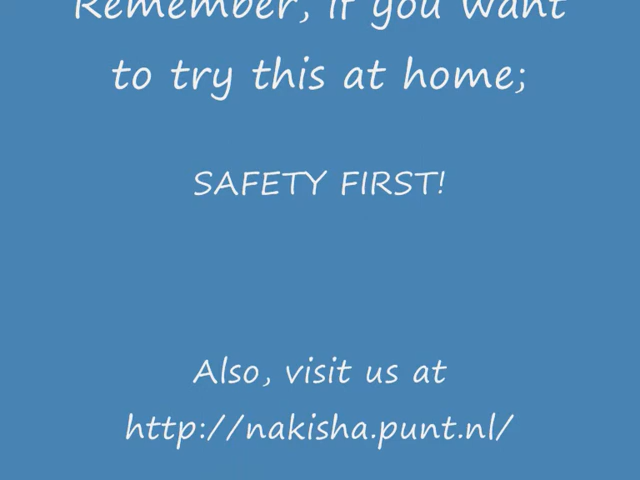 Remember, if you want
to try this at home;
SAFETY FIRST!
Also, visit us at
http://nakisha.punt.nl/